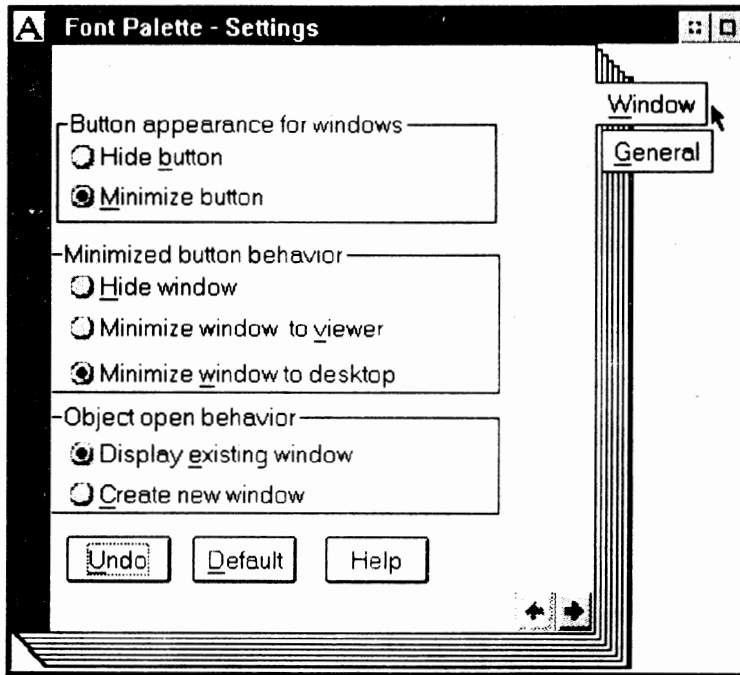 A Font Palette - Settings
Window
General
Button appearance for windows
Hide button
Minimize button
Minimized button behavior
Hide window
Minimize window to viewer
Minimize window to desktop
Object open behavior
Display existing window
Create new window
Undo Default Help